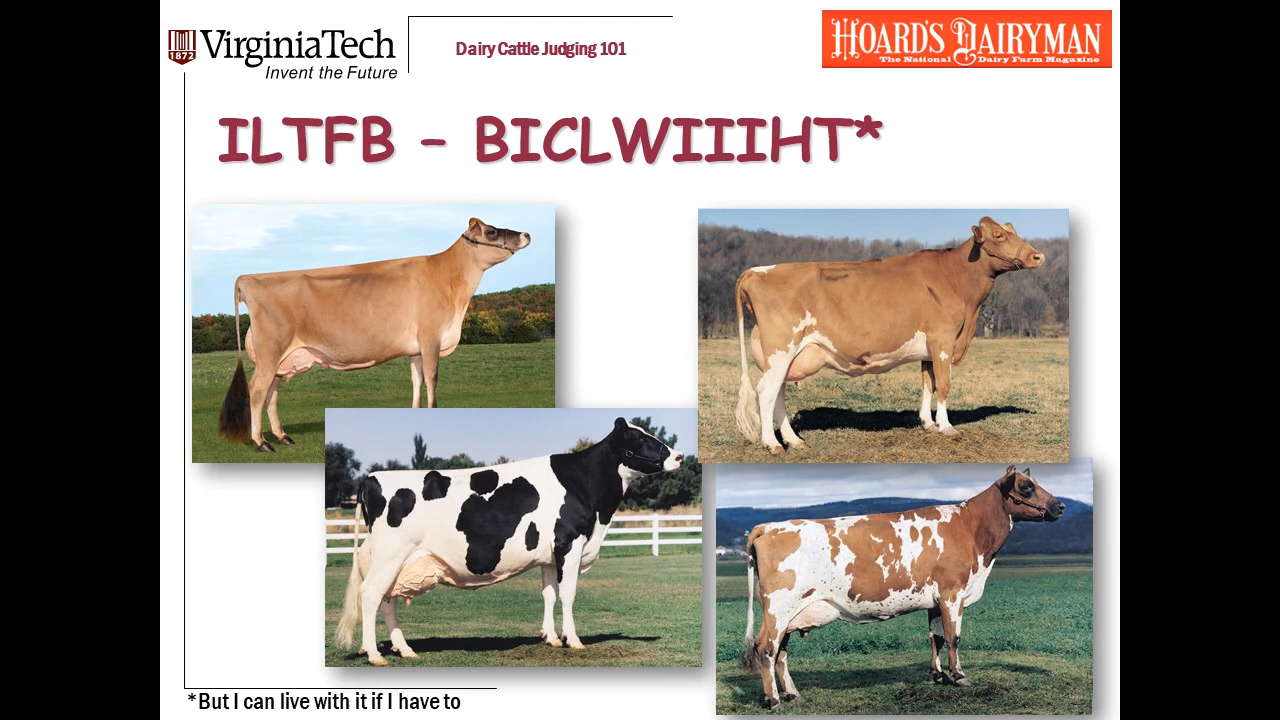 VirginiaTech
1872
Invent the Future
Dairy Cattle Judging 101
HOARD'S DAIRYMAN
The National Dairy Farm Magazine
ILTFB - BICLWIIIHT*
*But I can live with it if I have to